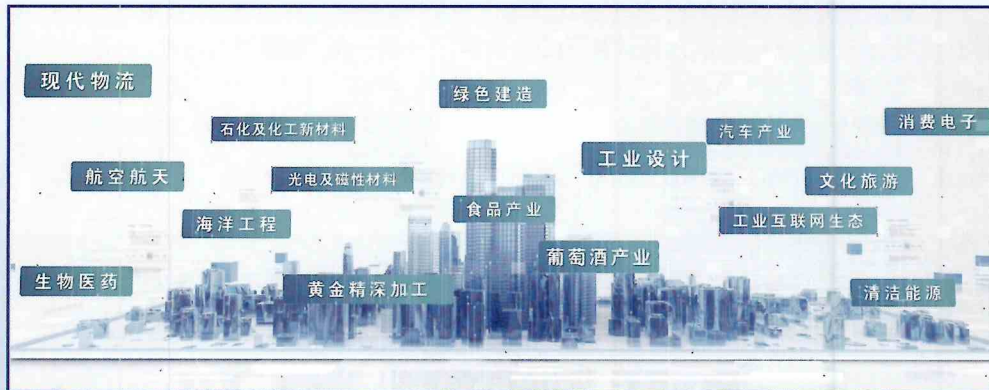 现代物流
绿色建造
消费电子
石化及化工新材料
汽车产业
工业设计
航空航天
光电及磁性材料
文化旅游
食品产业
海洋工程
工业互联网生态
葡萄酒产业
生物医药
黄金精深加工
清洁能源